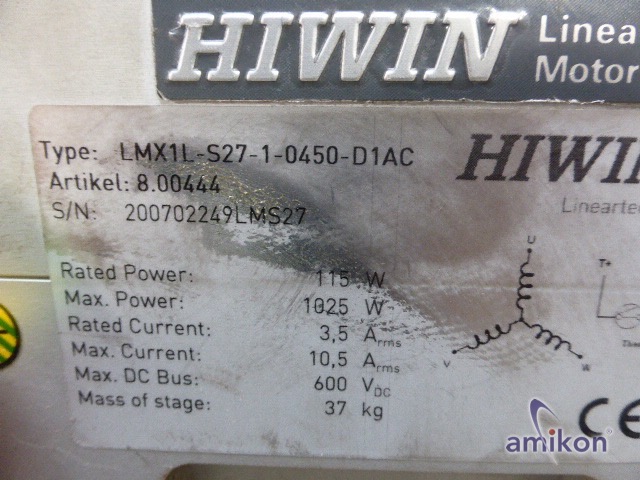 HIWIN Linea
Motor
Type: LMX1L-S27-1-0450-D1AC
Artikel: 8.00444
S/N: 200702249LMS27
HIWIN
Lineartec
Rated Power: 115 W
Max. Power: 1025 W
Rated Current: 3,5 Arms
Max. Current: 10,5 Arms
Max. DC Bus: 600 VDC
Mass of stage: 37 kg
U
V
W
T+
CE
amikon